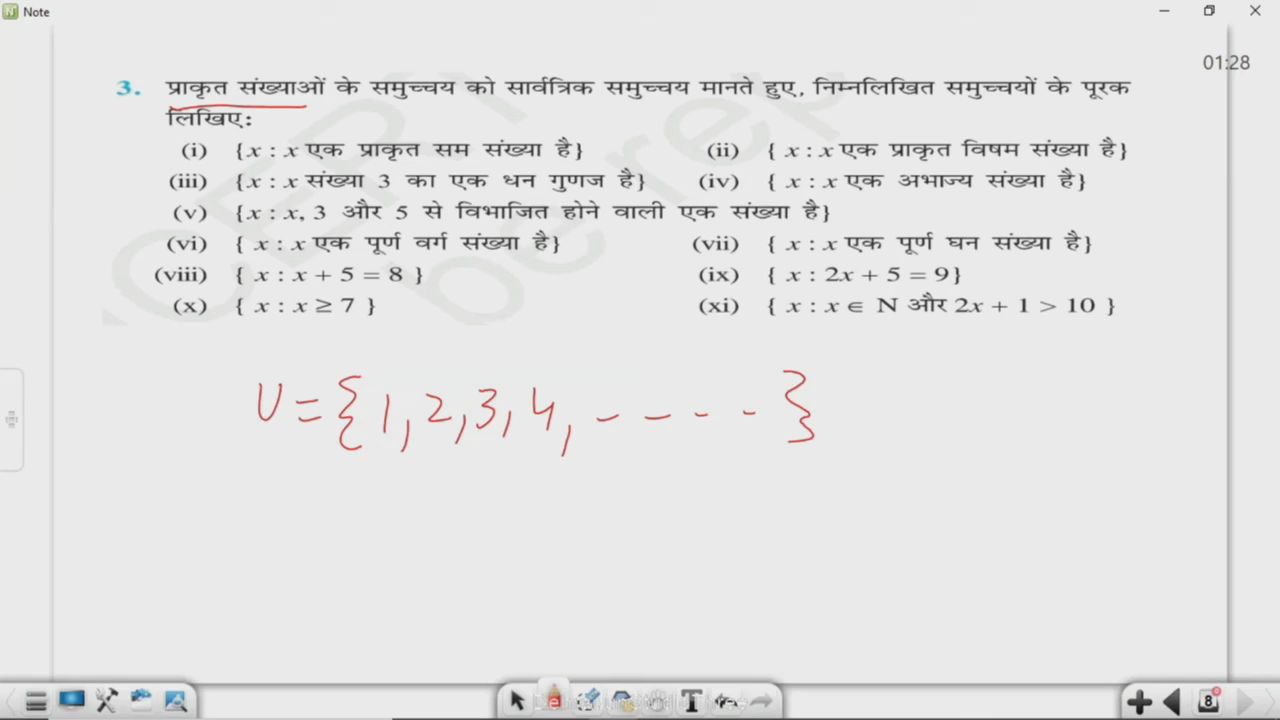 Note
01:28
3. प्राकृत संख्याओं के समुच्चय को सार्वत्रिक समुच्चय मानते हुए, निम्नलिखित समुच्चयों के पूरक
लिखिए:
(i) {x : x एक प्राकृत सम संख्या है} (ii) { x : x एक प्राकृत विषम संख्या है}
(iii) {x : x संख्या 3 का एक धन गुणज है} (iv) { x : x एक अभाज्य संख्या है}
(v) {x : x, 3 और 5 से विभाजित होने वाली एक संख्या है}
(vi) { x : x एक पूर्ण वर्ग संख्या है} (vii) { x : x एक पूर्ण घन संख्या है}
(viii) { x : x + 5 = 8 } (ix) { x : 2x + 5 = 9}
(x) { x : x ≥ 7 } (xi) { x : x ∈ N और 2x + 1 > 10 }
U = { 1, 2, 3, 4, - - - - }
8